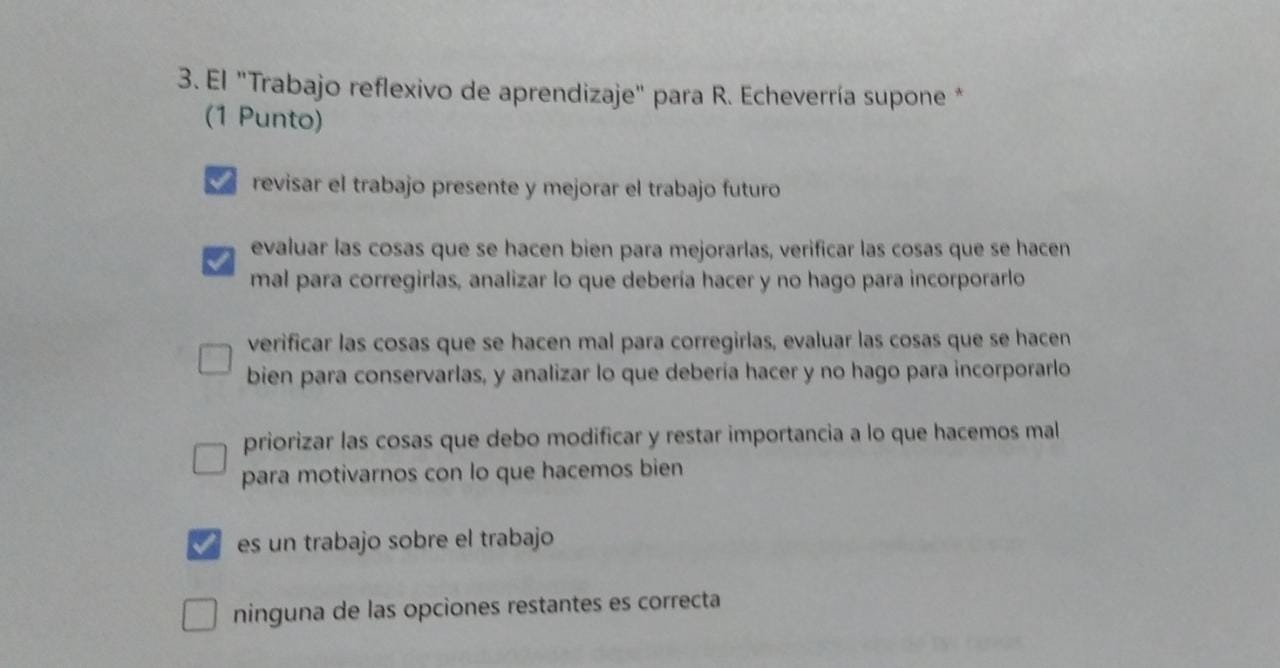 3. El "Trabajo reflexivo de aprendizaje" para R. Echeverría supone *
(1 Punto)
revisar el trabajo presente y mejorar el trabajo futuro
evaluar las cosas que se hacen bien para mejorarlas, verificar las cosas que se hacen
mal para corregirlas, analizar lo que debería hacer y no hago para incorporarlo
verificar las cosas que se hacen mal para corregirlas, evaluar las cosas que se hacen
bien para conservarlas, y analizar lo que debería hacer y no hago para incorporarlo
priorizar las cosas que debo modificar y restar importancia a lo que hacemos mal
para motivarnos con lo que hacemos bien
es un trabajo sobre el trabajo
ninguna de las opciones restantes es correcta